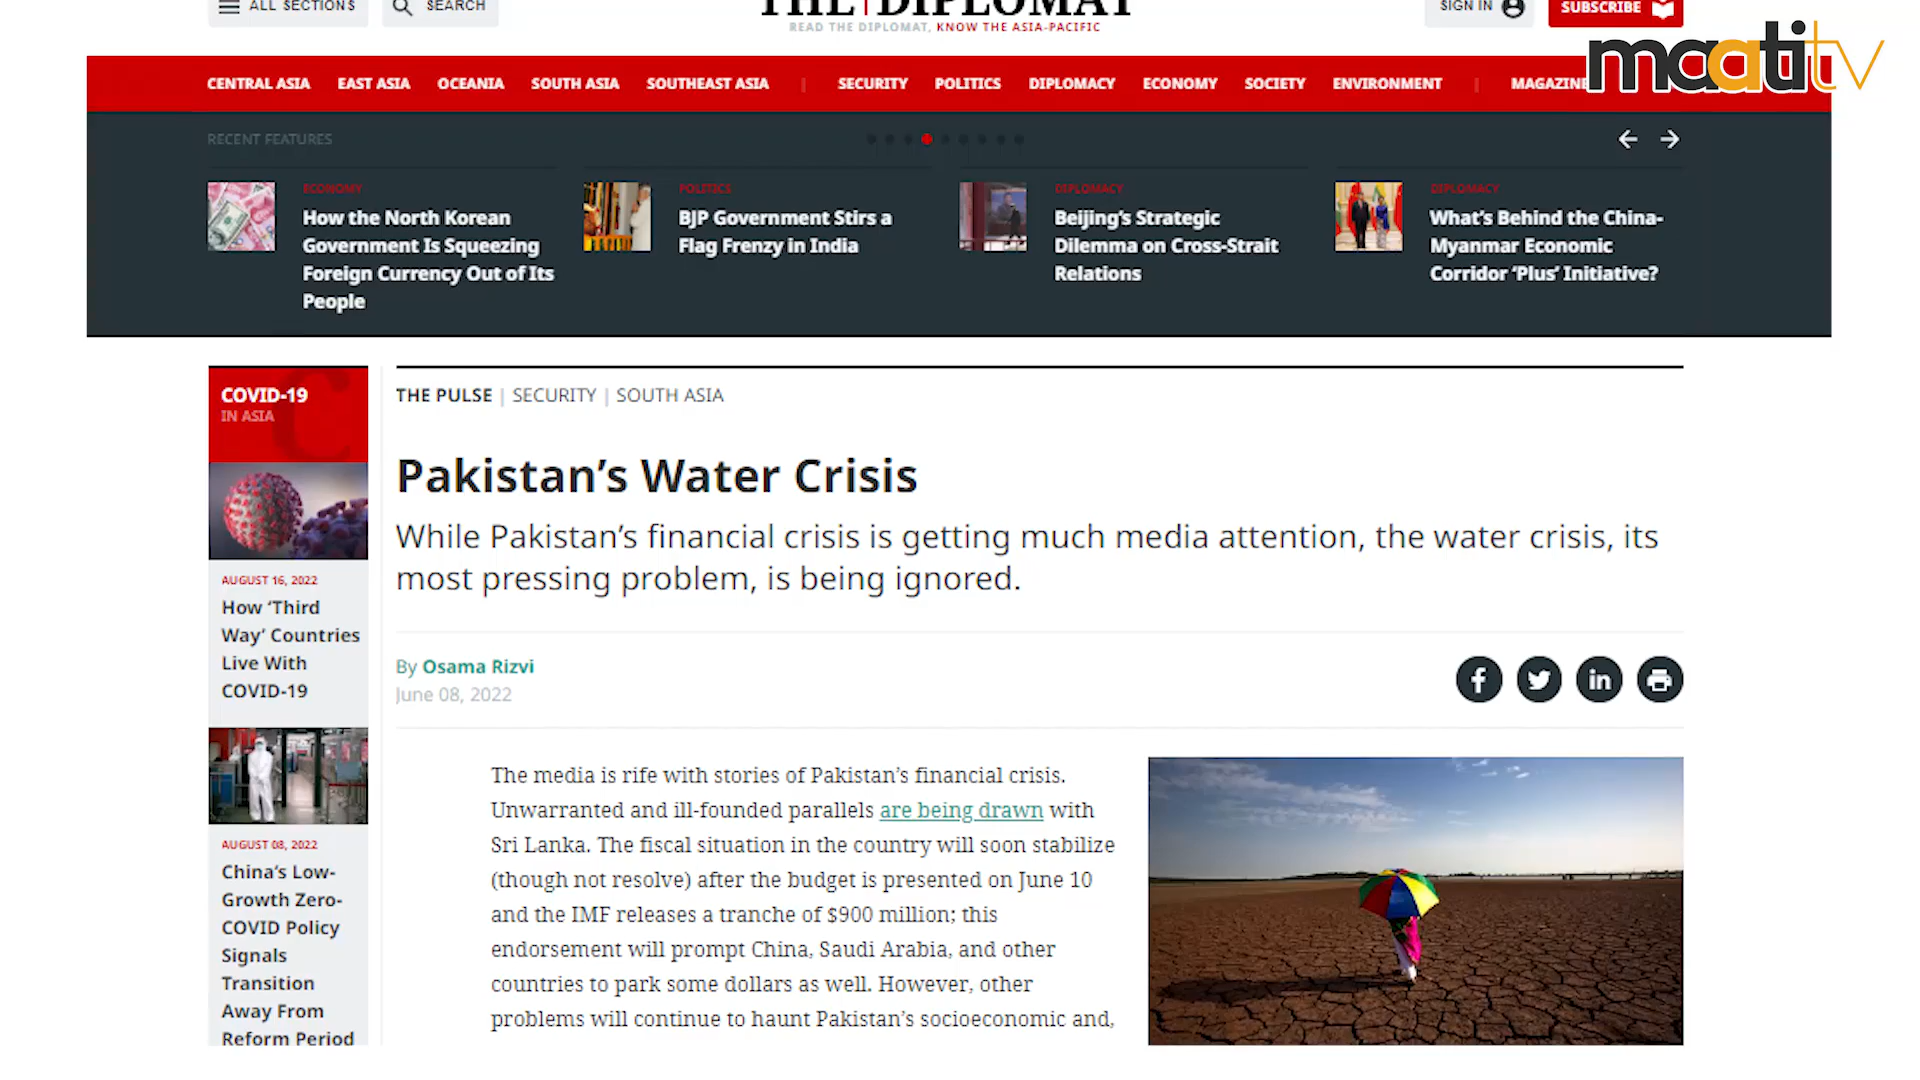 ALL SECTIONS
SEARCH
THE DIPLOMAT
READ THE DIPLOMAT, KNOW THE ASIA-PACIFIC
SIGN IN
SUBSCRIBE
maati tv
CENTRAL ASIA EAST ASIA OCEANIA SOUTH ASIA SOUTHEAST ASIA | SECURITY POLITICS DIPLOMACY ECONOMY SOCIETY ENVIRONMENT | MAGAZINE
RECENT FEATURES
ECONOMY
How the North Korean
Government Is Squeezing
Foreign Currency Out of Its
People
POLITICS
BJP Government Stirs a
Flag Frenzy in India
DIPLOMACY
Beijing's Strategic
Dilemma on Cross-Strait
Relations
DIPLOMACY
What's Behind the China-
Myanmar Economic
Corridor 'Plus' Initiative?
COVID-19
IN ASIA
AUGUST 16, 2022
How 'Third
Way' Countries
Live With
COVID-19
AUGUST 08, 2022
China's Low-
Growth Zero-
COVID Policy
Signals
Transition
Away From
Reform Period
THE PULSE | SECURITY | SOUTH ASIA
Pakistan's Water Crisis
While Pakistan's financial crisis is getting much media attention, the water crisis, its
most pressing problem, is being ignored.
By Osama Rizvi
June 08, 2022
The media is rife with stories of Pakistan's financial crisis.
Unwarranted and ill-founded parallels are being drawn with
Sri Lanka. The fiscal situation in the country will soon stabilize
(though not resolve) after the budget is presented on June 10
and the IMF releases a tranche of $900 million; this
endorsement will prompt China, Saudi Arabia, and other
countries to park some dollars as well. However, other
problems will continue to haunt Pakistan's socioeconomic and,